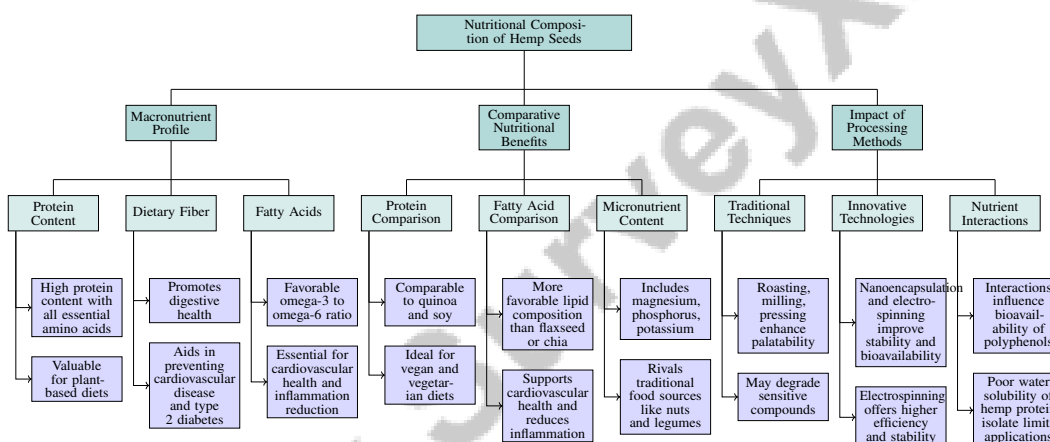 Nutritional Composi-
tion of Hemp Seeds
Macronutrient
Profile
Comparative
Nutritional
Benefits
Impact of
Processing
Methods
Protein
Content
Dietary Fiber
Fatty Acids
Protein
Comparison
Fatty Acid
Comparison
Micronutrient
Content
Traditional
Techniques
Innovative
Technologies
Nutrient
Interactions
High protein
content with
all essential
amino acids
Promotes
digestive
health
Favorable
omega-3 to
omega-6 ratio
Comparable
to quinoa
and soy
More
favorable lipid
composition
than flaxseed
or chia
Includes
magnesium,
phosphorus,
potassium
Roasting,
milling,
pressing
enhance
palatability
Nanoencapsulation
and electro-
spinning
improve
stability and
bioavailability
Interactions
influence
bioavail-
ability of
polyphenols
Valuable
for plant-
based diets
Aids in
preventing
cardiovascular
disease
and type
2 diabetes
Essential for
cardiovascular
health and
inflammation
reduction
Ideal for
vegan and
vegetar-
ian diets
Supports
cardiovascular
health and
reduces
inflammation
Rivals
traditional
food sources
like nuts
and legumes
May degrade
sensitive
compounds
Electrospinning
offers higher
efficiency
and stability
Poor water
solubility of
hemp protein
isolate limits
applications
SurveyX